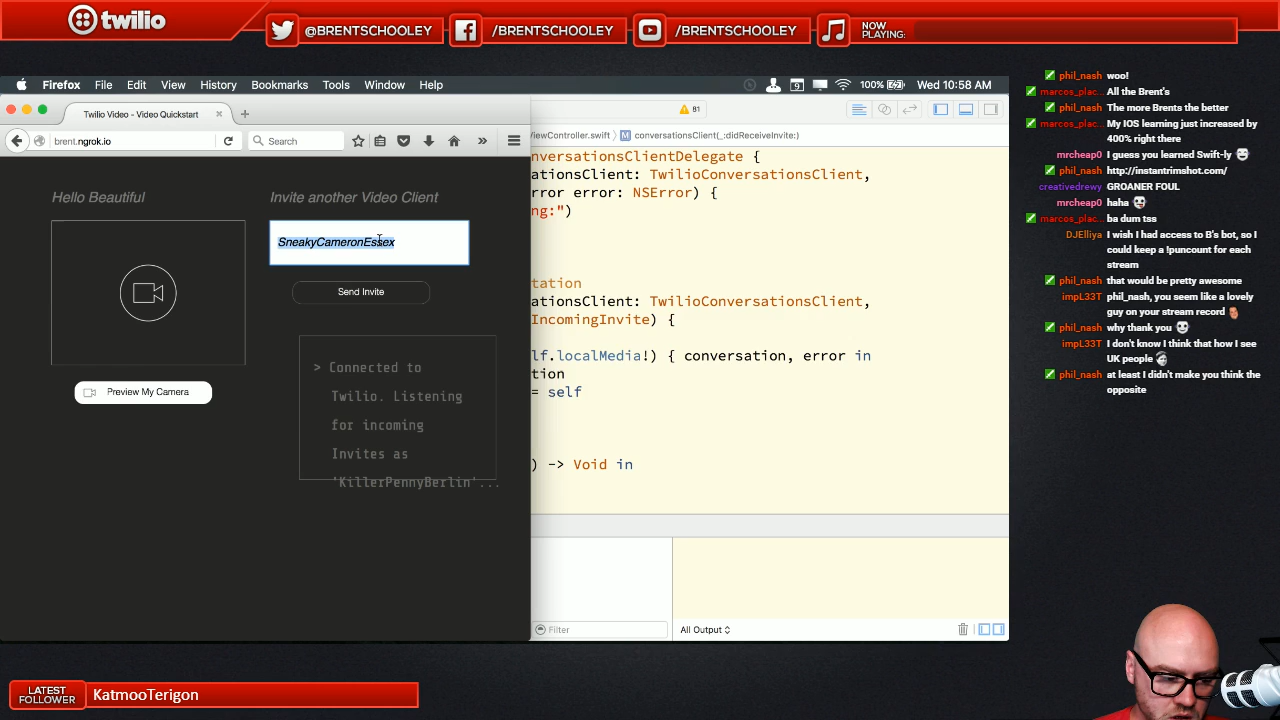 twilio
@BRENTSCHOOLEY
/BRENTSCHOOLEY
/BRENTSCHOOLEY
NOW
PLAYING:
Firefox File Edit View History Bookmarks Tools Window Help
9
100%
Wed 10:58 AM
Twilio Video - Video Quickstart
81
brent.ngrok.io
Search
ViewController.swift
M conversationsClient(_:didReceiveInvite:)
Hello Beautiful
Invite another Video Client
SneakyCameronEssex
Send Invite
Preview My Camera
> Connected to
Twilio. Listening
for incoming
Invites as
'KillerPennyBerlin'...
onversationsClientDelegate {
ationsClient: TwilioConversationsClient,
rror error: NSError) {
ng:")
tation
ationsClient: TwilioConversationsClient,
IncomingInvite) {
lf.localMedia!) { conversation, error in
tion
= self
) -> Void in
Filter
All Output
phil_nash woo!
marcos_plac... All the Brent's
phil_nash The more Brents the better
marcos_plac... My IOS learning just increased by
400% right there
mrcheap0 I guess you learned Swift-ly
phil_nash http://instantrimshot.com/
creativedrewy GROANER FOUL
mrcheap0 haha
marcos_plac... ba dum tss
DJElliya I wish I had access to B's bot, so I
could keep a !puncount for each
stream
phil_nash that would be pretty awesome
impL33T phil_nash, you seem like a lovely
guy on your stream record
phil_nash why thank you
impL33T I don't know I think that how I see
UK people
phil_nash at least I didn't make you think the
opposite
LATEST
FOLLOWER
KatmooTerigon